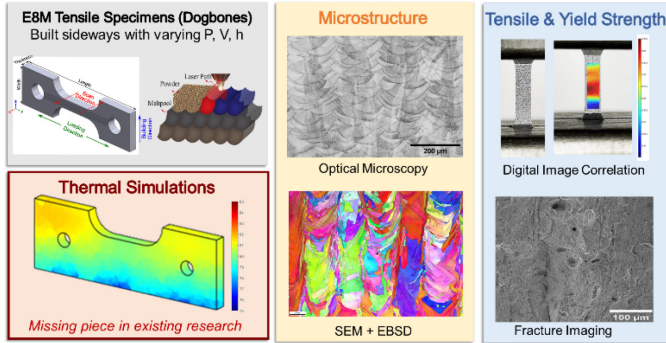 E8M Tensile Specimens (Dogbones)
Built sideways with varying P, V, h
Thickness
Length
Width
Scan
Direction
Loading
Direction
Building
Direction
Powder
Laser Path
Meltpool
Thermal Simulations
Missing piece in existing research
Microstructure
200 μm
Optical Microscopy
SEM + EBSD
Tensile & Yield Strength
Digital Image Correlation
100 μm
Fracture Imaging